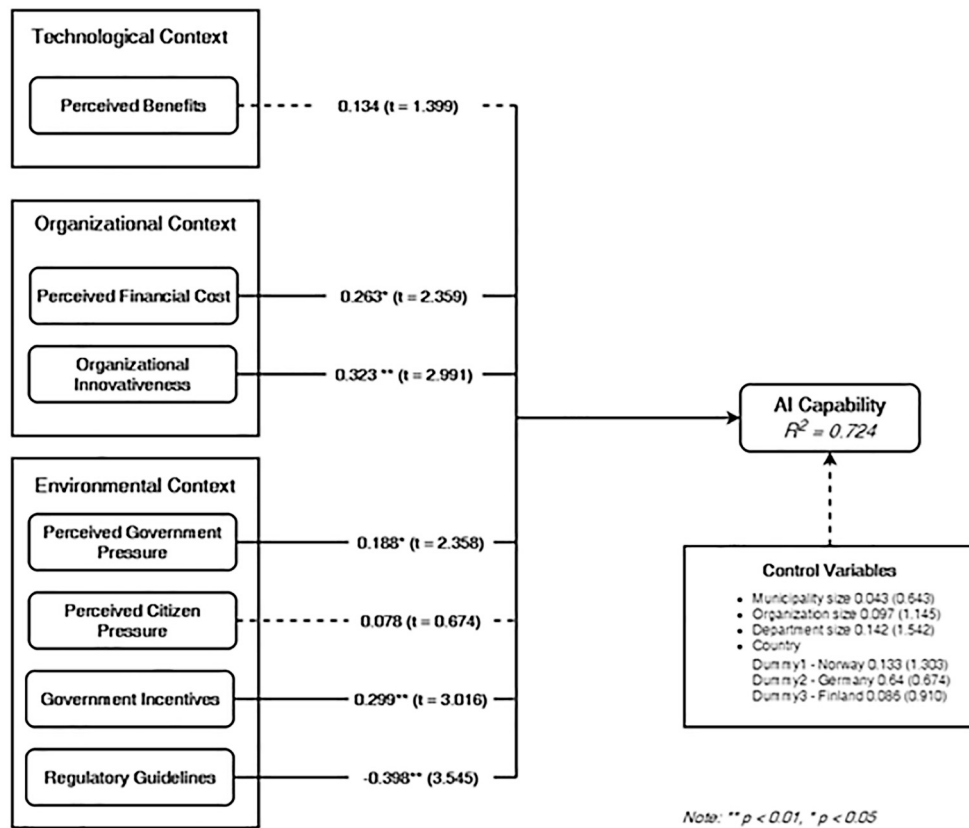 Technological Context
Perceived Benefits
0.134 (t = 1.399)
Organizational Context
Perceived Financial Cost
0.263* (t = 2.359)
Organizational
Innovativeness
0.323 ** (t = 2.991)
AI Capability
R² = 0.724
Environmental Context
Perceived Government
Pressure
0.188* (t = 2.358)
Perceived Citizen
Pressure
0.078 (t = 0.674)
Government Incentives
0.299** (t = 3.016)
Regulatory Guidelines
-0.398** (3.545)
Control Variables
• Municipality size 0.043 (0.643)
• Organization size 0.097 (1.145)
• Department size 0.142 (1.542)
• Country
Dummy1 - Norway 0.133 (1.303)
Dummy2 - Germany 0.64 (0.674)
Dummy3 - Finland 0.086 (0.910)
Note: ** p < 0.01, * p < 0.05